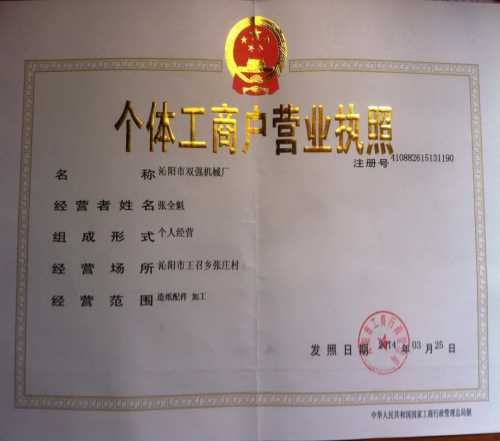 个体工商户营业执照
注册号 410882615131190
名 称 沁阳市双强机械厂
经营者姓名 张全魁
组成形式 个人经营
经营场所 沁阳市王召乡张庄村
经营范围 造纸配件 加工
发照日期 2014 年 03 月 25 日
中华人民共和国国家工商行政管理总局制